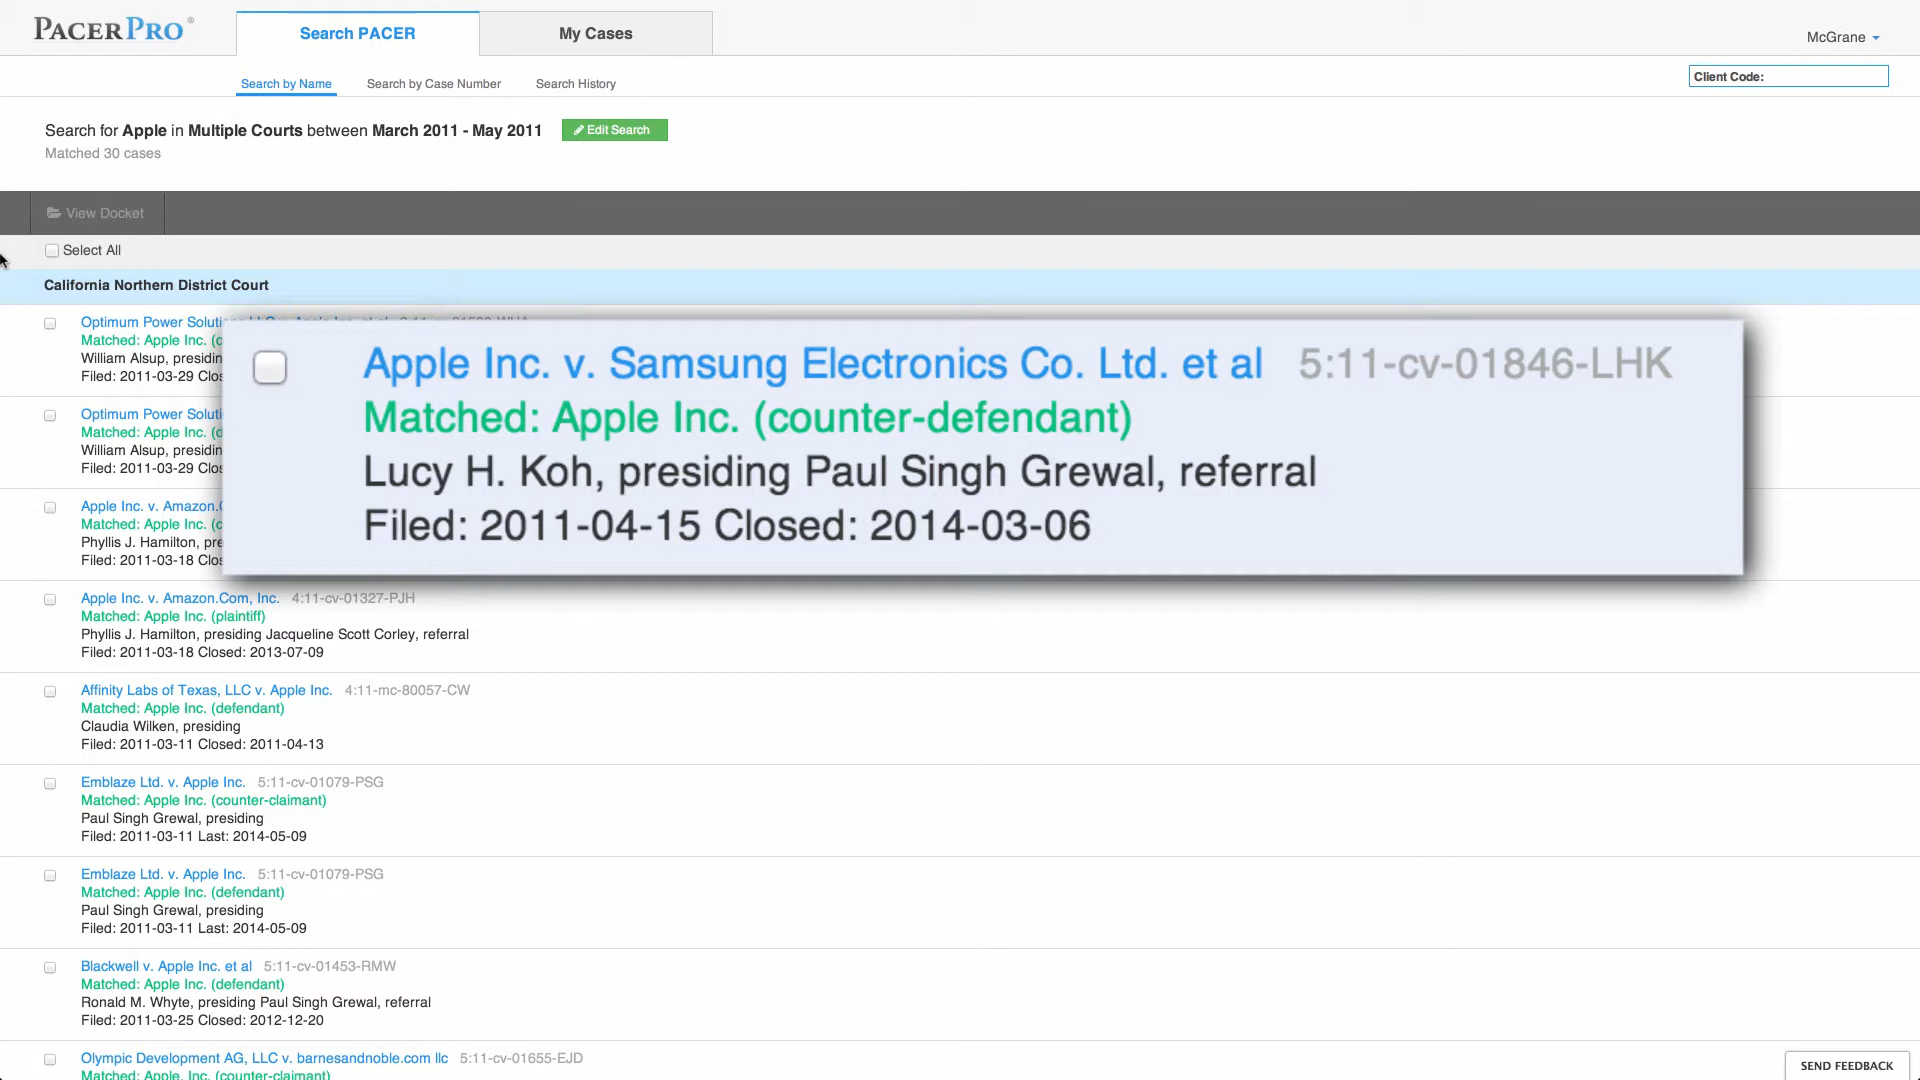 PACERPRO®
Search PACER
My Cases
McGrane
Search by Name
Search by Case Number
Search History
Client Code:
Search for Apple in Multiple Courts between March 2011 - May 2011
Edit Search
Matched 30 cases
View Docket
Select All
California Northern District Court
Optimum Power Soluti
Matched: Apple Inc. (
William Alsup, presidin
Filed: 2011-03-29 Clos
Optimum Power Soluti
Matched: Apple Inc. (
William Alsup, presidin
Filed: 2011-03-29 Clos
Apple Inc. v. Amazon.
Matched: Apple Inc. (
Phyllis J. Hamilton, pre
Filed: 2011-03-18 Clos
Apple Inc. v. Samsung Electronics Co. Ltd. et al 5:11-cv-01846-LHK
Matched: Apple Inc. (counter-defendant)
Lucy H. Koh, presiding Paul Singh Grewal, referral
Filed: 2011-04-15 Closed: 2014-03-06
Apple Inc. v. Amazon.Com, Inc. 4:11-cv-01327-PJH
Matched: Apple Inc. (plaintiff)
Phyllis J. Hamilton, presiding Jacqueline Scott Corley, referral
Filed: 2011-03-18 Closed: 2013-07-09
Affinity Labs of Texas, LLC v. Apple Inc. 4:11-mc-80057-CW
Matched: Apple Inc. (defendant)
Claudia Wilken, presiding
Filed: 2011-03-11 Closed: 2011-04-13
Emblaze Ltd. v. Apple Inc. 5:11-cv-01079-PSG
Matched: Apple Inc. (counter-claimant)
Paul Singh Grewal, presiding
Filed: 2011-03-11 Last: 2014-05-09
Emblaze Ltd. v. Apple Inc. 5:11-cv-01079-PSG
Matched: Apple Inc. (defendant)
Paul Singh Grewal, presiding
Filed: 2011-03-11 Last: 2014-05-09
Blackwell v. Apple Inc. et al 5:11-cv-01453-RMW
Matched: Apple Inc. (defendant)
Ronald M. Whyte, presiding Paul Singh Grewal, referral
Filed: 2011-03-25 Closed: 2012-12-20
Olympic Development AG, LLC v. barnesandnoble.com llc 5:11-cv-01655-EJD
Matched: Apple, Inc. (counter-claimant)
SEND FEEDBACK